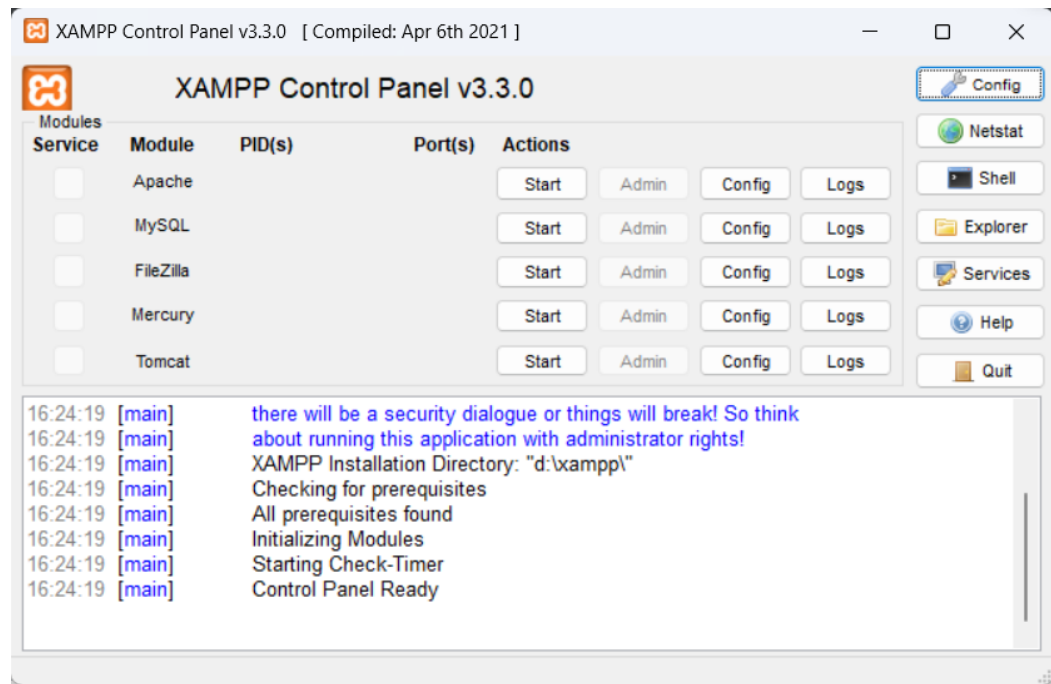 XAMPP Control Panel v3.3.0 [ Compiled: Apr 6th 2021 ]
XAMPP Control Panel v3.3.0
Config
Modules
Netstat
Service Module PID(s) Port(s) Actions
Apache Start Admin Config Logs
Shell
MySQL Start Admin Config Logs
Explorer
FileZilla Start Admin Config Logs
Services
Mercury Start Admin Config Logs
Help
Tomcat Start Admin Config Logs
Quit
16:24:19 [main] there will be a security dialogue or things will break! So think
16:24:19 [main] about running this application with administrator rights!
16:24:19 [main] XAMPP Installation Directory: "d:\xampp\"
16:24:19 [main] Checking for prerequisites
16:24:19 [main] All prerequisites found
16:24:19 [main] Initializing Modules
16:24:19 [main] Starting Check-Timer
16:24:19 [main] Control Panel Ready